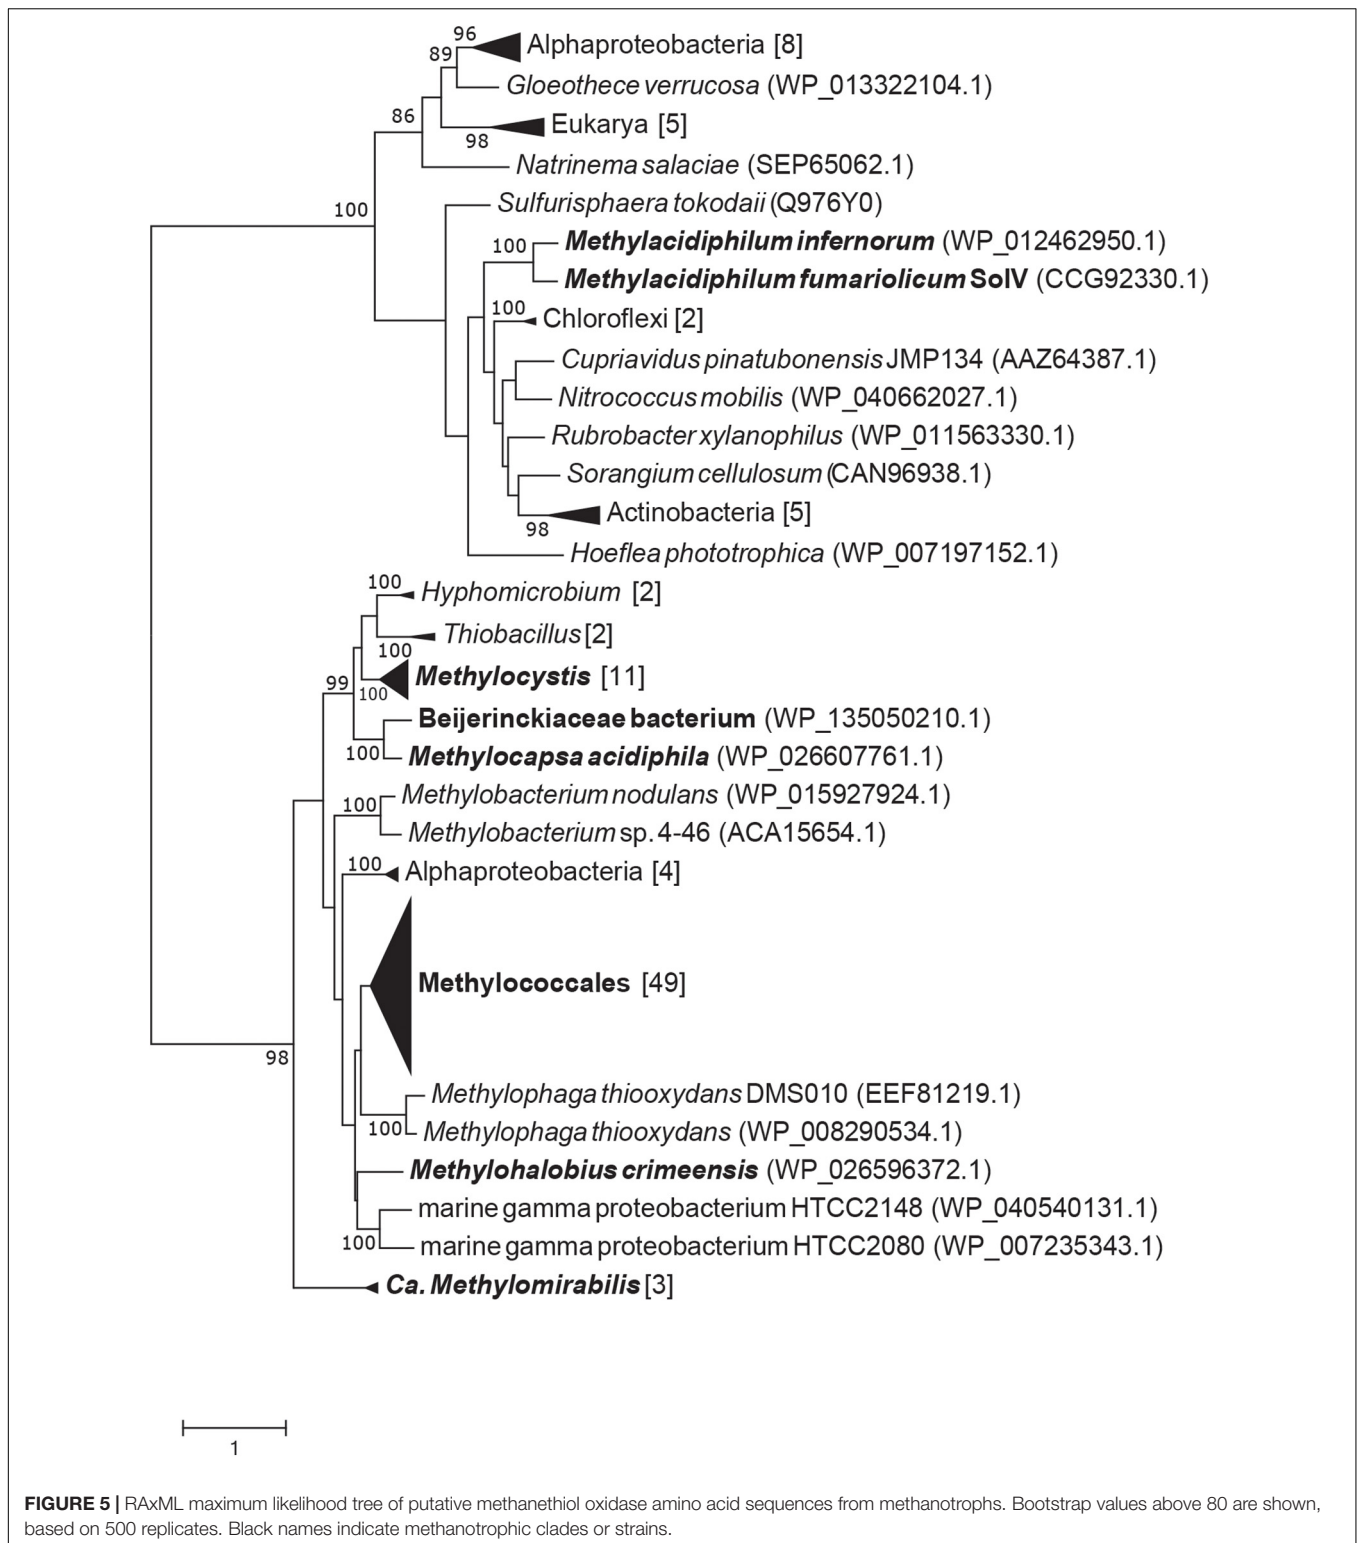 96
Alphaproteobacteria [8]
89
Gloeothece verrucosa (WP_013322104.1)
86
Eukarya [5]
98
Natrinema salaciae (SEP65062.1)
100
Sulfurisphaera tokodaii (Q976Y0)
100
Methylacidiphilum infernorum (WP_012462950.1)
Methylacidiphilum fumariolicum SolV (CCG92330.1)
100
Chloroflexi [2]
Cupriavidus pinatubonensis JMP134 (AAZ64387.1)
Nitrococcus mobilis (WP_040662027.1)
Rubrobacter xylanophilus (WP_011563330.1)
Sorangium cellulosum (CAN96938.1)
Actinobacteria [5]
98
Hoeflea phototrophica (WP_007197152.1)
100
Hyphomicrobium [2]
Thiobacillus [2]
100
Methylocystis [11]
99
100
Beijerinckiaceae bacterium (WP_135050210.1)
100
Methylocapsa acidiphila (WP_026607761.1)
Methylobacterium nodulans (WP_015927924.1)
100
Methylobacterium sp. 4-46 (ACA15654.1)
100
Alphaproteobacteria [4]
Methylococcales [49]
98
Methylophaga thiooxydans DMS010 (EEF81219.1)
100
Methylophaga thiooxydans (WP_008290534.1)
Methylohalobius crimeensis (WP_026596372.1)
marine gamma proteobacterium HTCC2148 (WP_040540131.1)
100
marine gamma proteobacterium HTCC2080 (WP_007235343.1)
Ca. Methylomirabilis [3]
1
FIGURE 5 | RAxML maximum likelihood tree of putative methanethiol oxidase amino acid sequences from methanotrophs. Bootstrap values above 80 are shown,
based on 500 replicates. Black names indicate methanotrophic clades or strains.